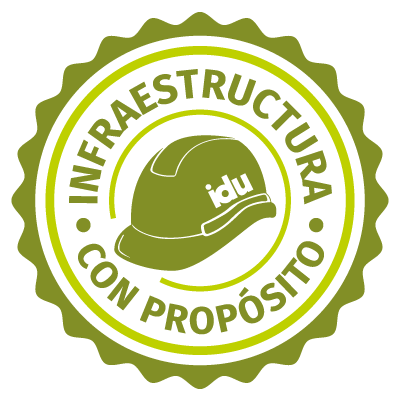 INFRAESTRUCTURA
idu
CON PROPÓSITO